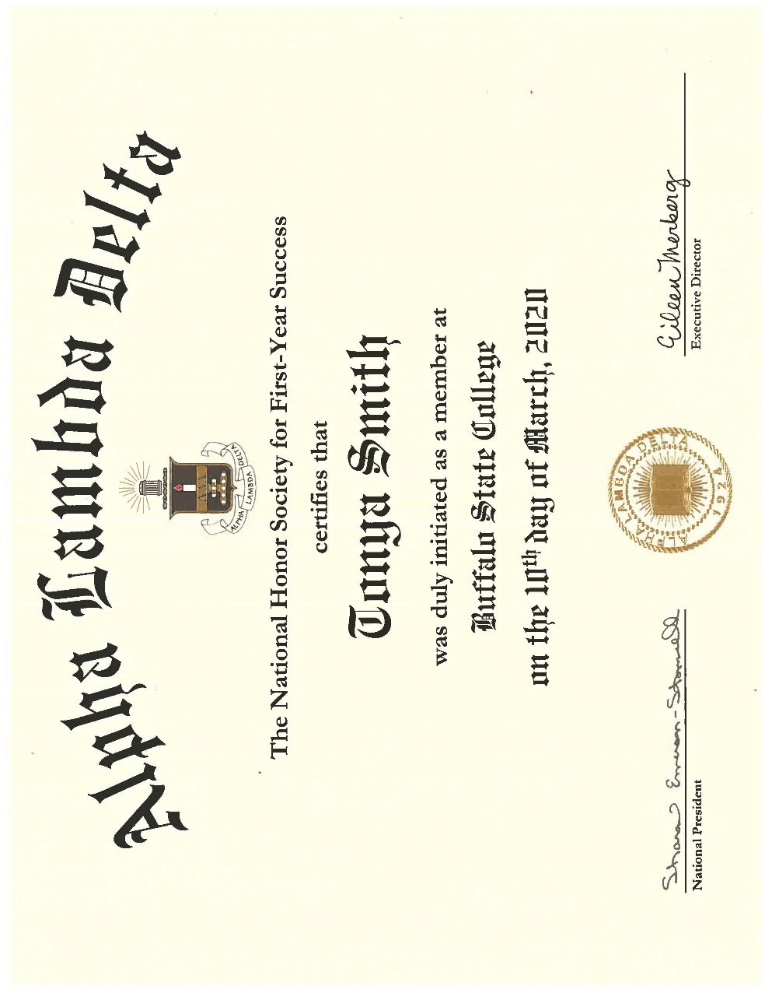 Alpha Lambda Delta
ALPHA LAMBDA DELTA
The National Honor Society for First-Year Success
certifies that
Tonya Smith
was duly initiated as a member at
Buffalo State College
on the 10th day of March, 2020
Sharon Emerson-Stonnell
National President
ALPHA LAMBDA DELTA
1924
Eileen Merberg
Executive Director